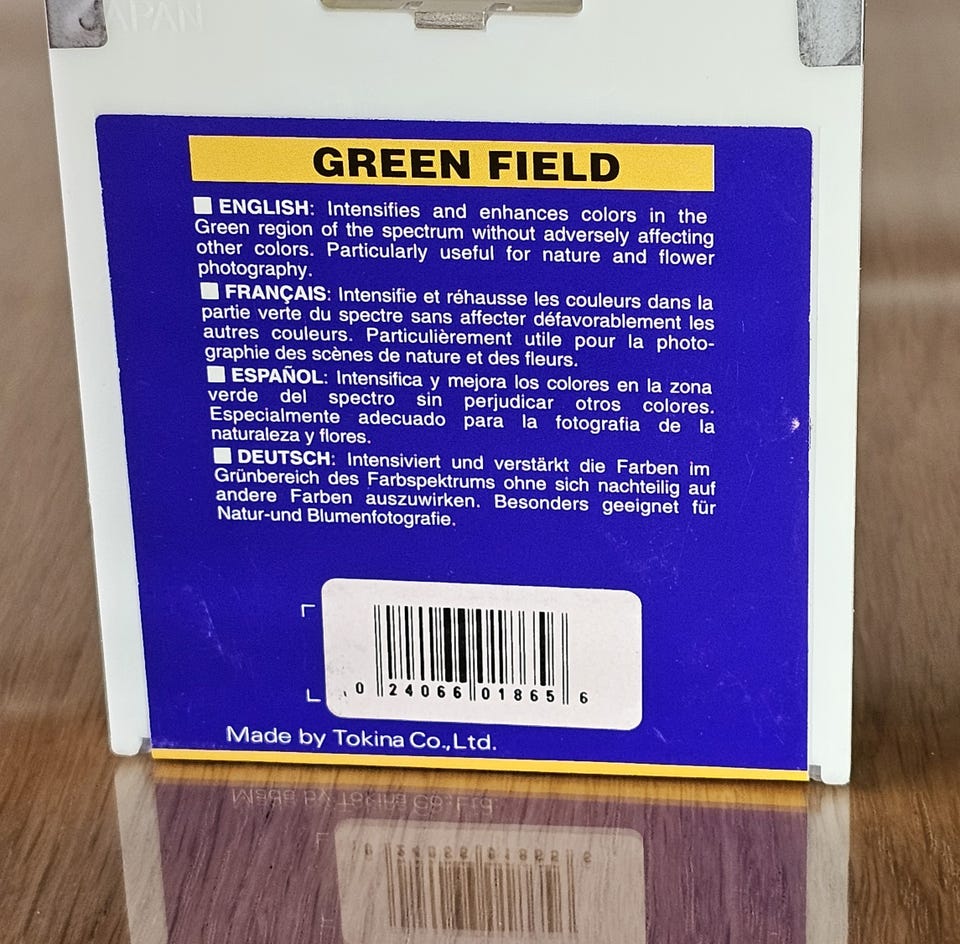 JAPAN
GREEN FIELD
ENGLISH: Intensifies and enhances colors in the
Green region of the spectrum without adversely affecting
other colors. Particularly useful for nature and flower
photography.
FRANÇAIS: Intensifie et réhausse les couleurs dans la
partie verte du spectre sans affecter défavorablement les
autres couleurs. Particulièrement utile pour la photo-
graphie des scènes de nature et des fleurs.
ESPAÑOL: Intensifica y mejora los colores en la zona
verde del spectro sin perjudicar otros colores.
Especialmente adecuado para la fotografia de la
naturaleza y flores.
DEUTSCH: Intensiviert und verstärkt die Farben im
Grünbereich des Farbspektrums ohne sich nachteilig auf
andere Farben auszuwirken. Besonders geeignet für
Natur-und Blumenfotografie.
0 24066 01865 6
Made by Tokina Co.,Ltd.